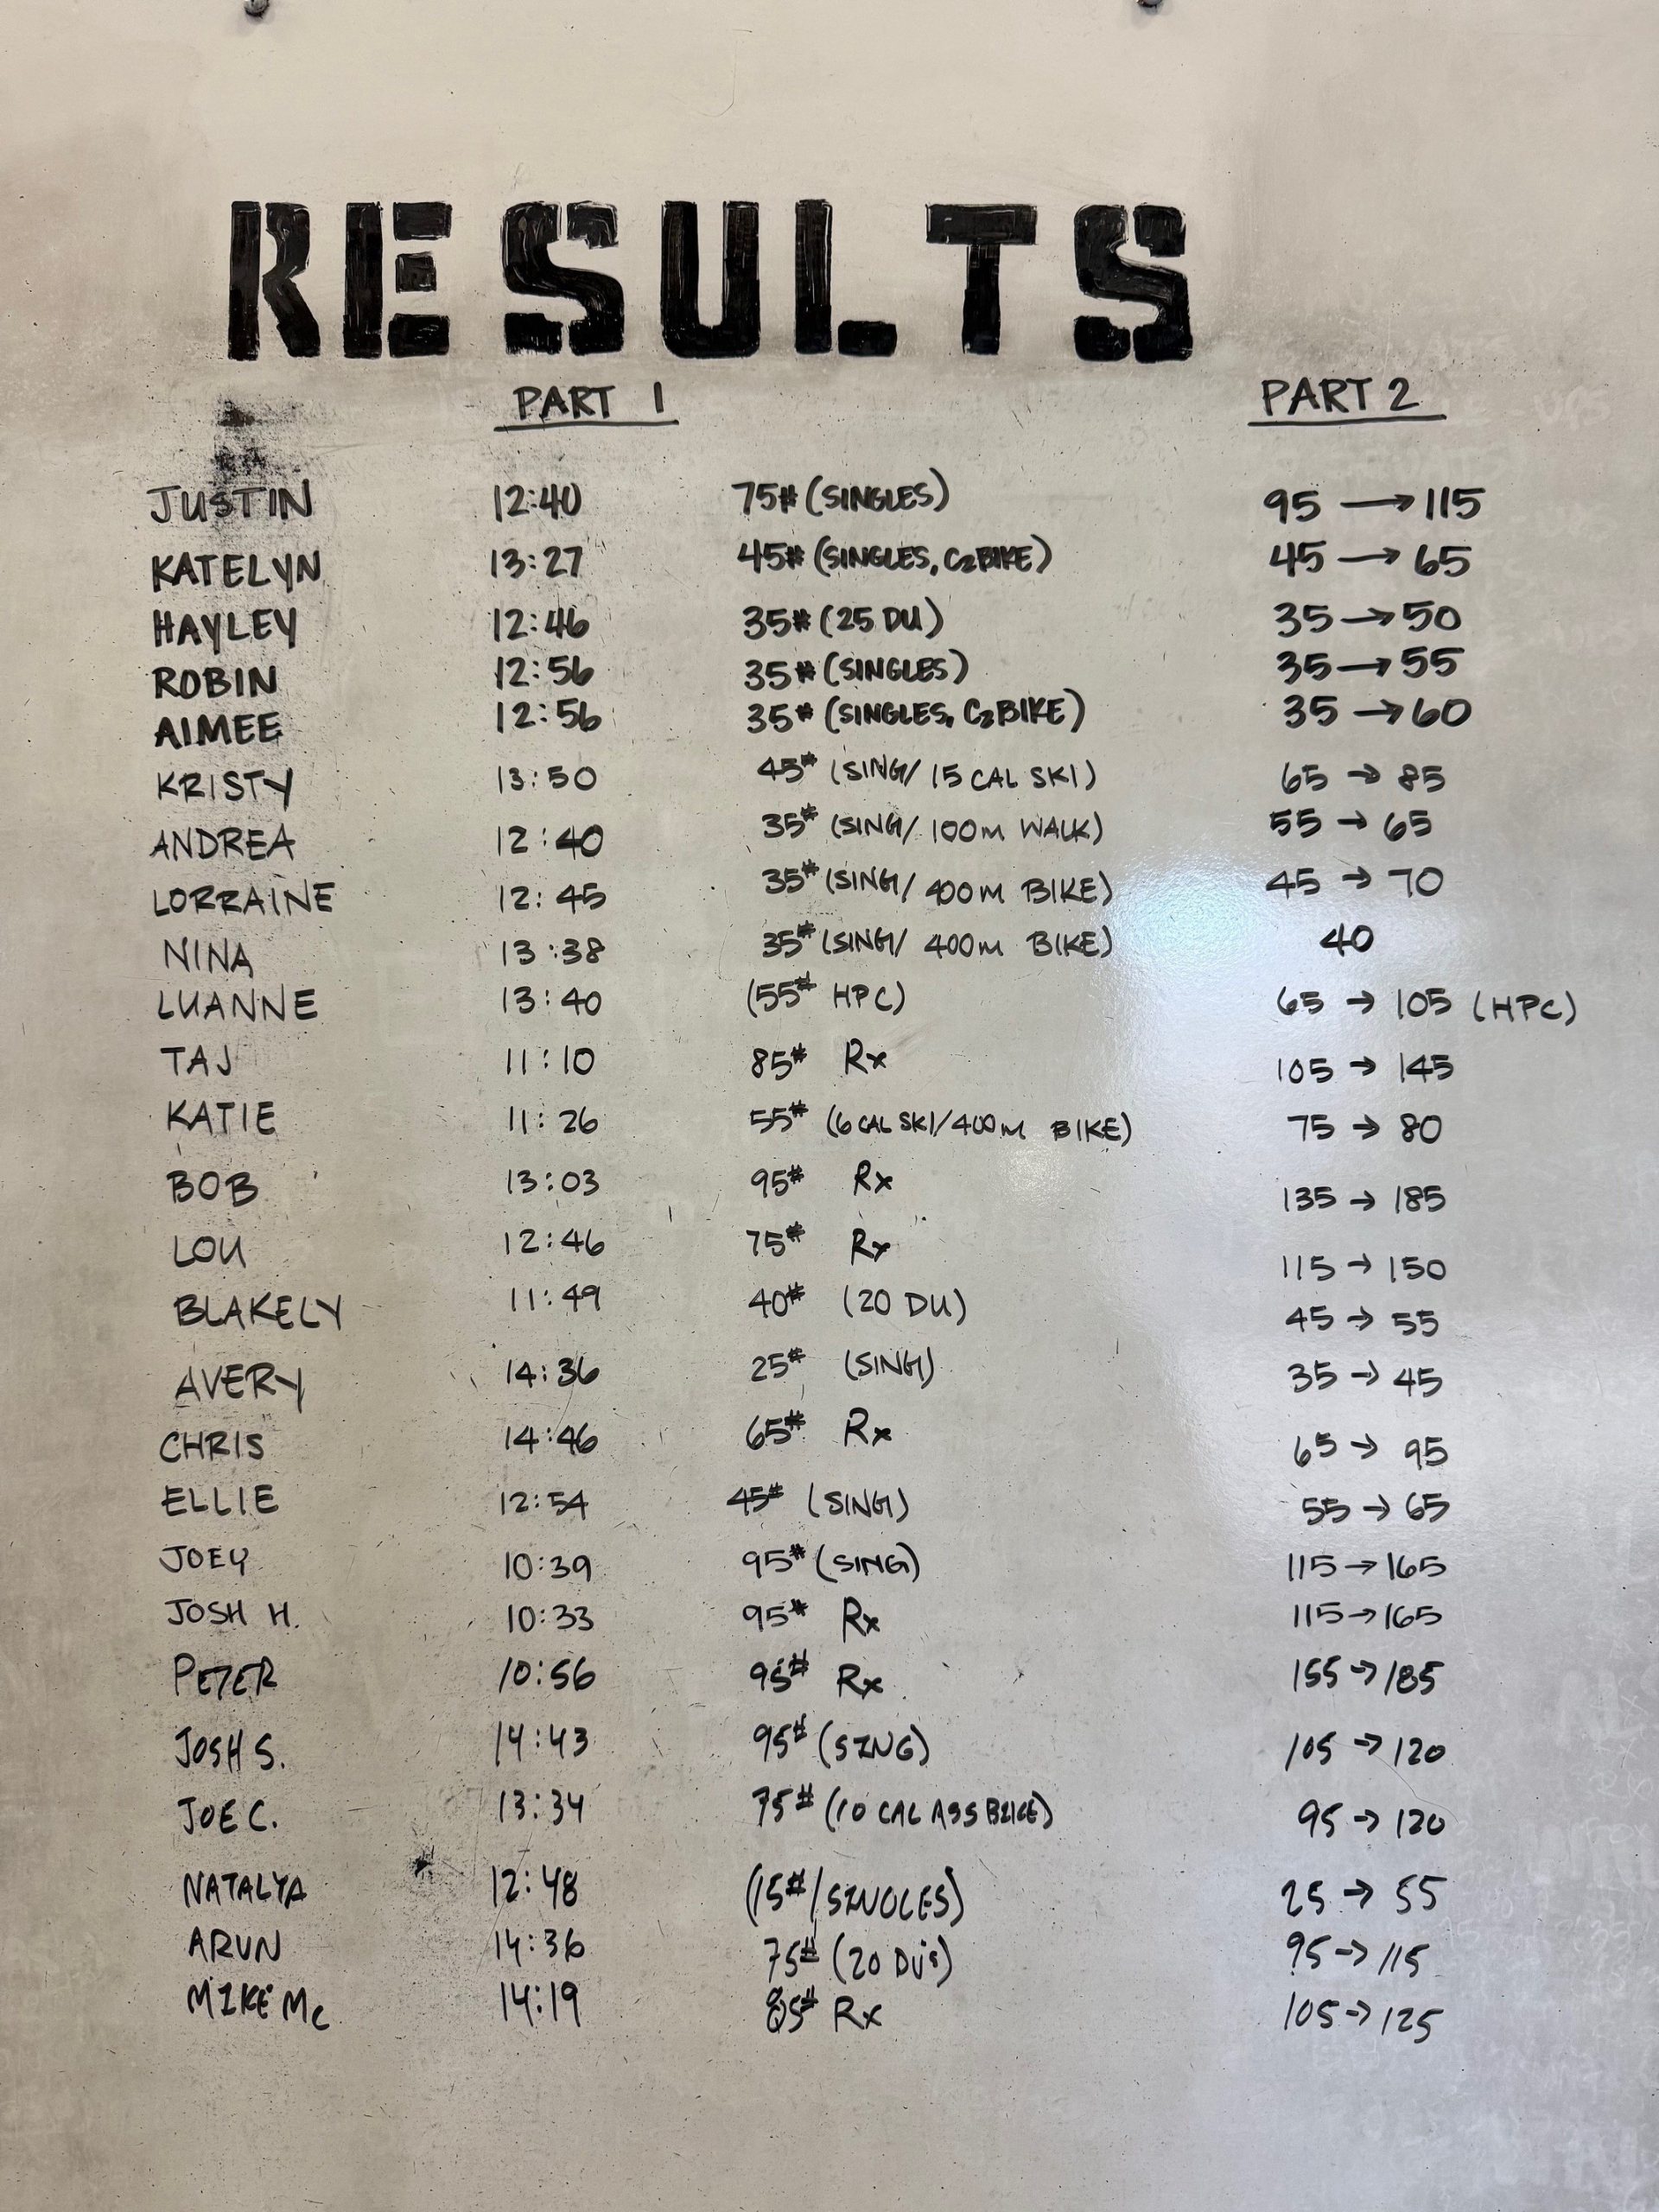 RESULTS
PART 1 PART 2
JUSTIN 12:40 75# (SINGLES) 95 → 115
KATELYN 13:27 45# (SINGLES, C2 BIKE) 45 → 65
HAYLEY 12:46 35# (25 DU) 35 → 50
ROBIN 12:56 35# (SINGLES) 35 → 55
AIMEE 12:56 35# (SINGLES, C2 BIKE) 35 → 60
KRISTY 13:50 45# (SING/ 15 CAL SKI) 65 → 85
ANDREA 12:40 35# (SING/ 100m WALK) 55 → 65
LORRAINE 12:45 35# (SING/ 400m BIKE) 45 → 70
NINA 13:38 35# (SING/ 400m BIKE) 40
LUANNE 13:40 (55# HPC) 65 → 105 (HPC)
TAJ 11:10 85# Rx 105 → 145
KATIE 11:26 55# (6 CAL SKI/400m BIKE) 75 → 80
BOB 13:03 95# Rx 135 → 185
LOU 12:46 75# Rx 115 → 150
BLAKELY 11:49 40# (20 DU) 45 → 55
AVERY 14:36 25# (SING) 35 → 45
CHRIS 14:46 65# Rx 65 → 95
ELLIE 12:54 45# (SING) 55 → 65
JOEY 10:39 95# (SING) 115 → 165
JOSH H. 10:33 95# Rx 115 → 165
PETER 10:56 95# Rx 155 → 185
JOSH S. 14:43 95# (SING) 105 → 120
JOE C. 13:34 75# (10 CAL ASS BIKE) 95 → 120
NATALYA 12:48 (15#/SINGLES) 25 → 55
ARUN 14:36 75# (20 DU's) 95 → 115
MIKE Mc 14:19 85# Rx 105 → 125